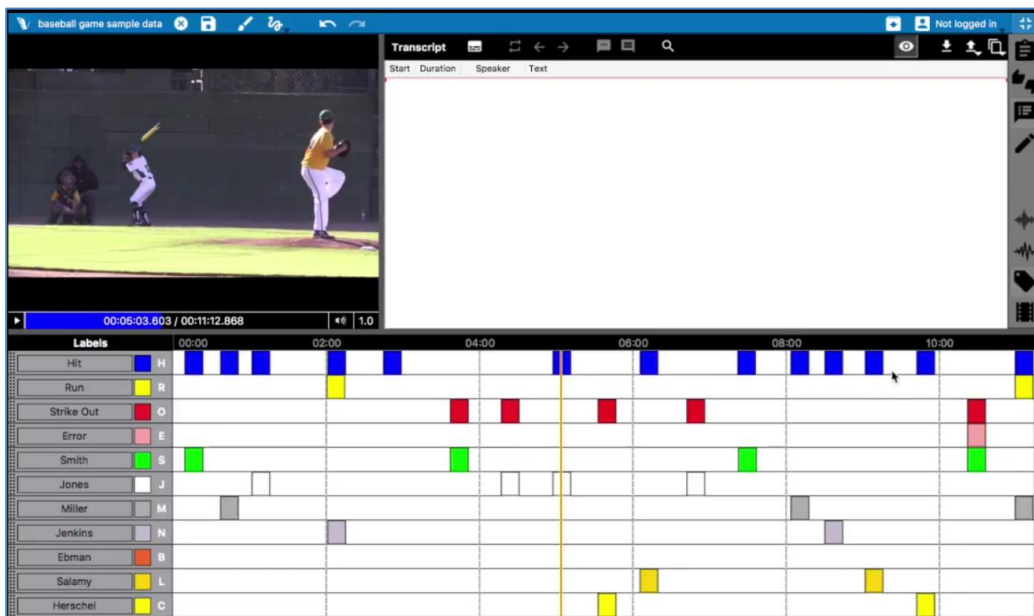 baseball game sample data
Not logged in
Transcript
Start Duration Speaker Text
00:05:03.603 / 00:11:12.868
1.0
Labels 00:00 02:00 04:00 06:00 08:00 10:00
Hit H
Run R
Strike Out O
Error E
Smith S
Jones J
Miller M
Jenkins N
Ebman B
Salamy L
Herschel C